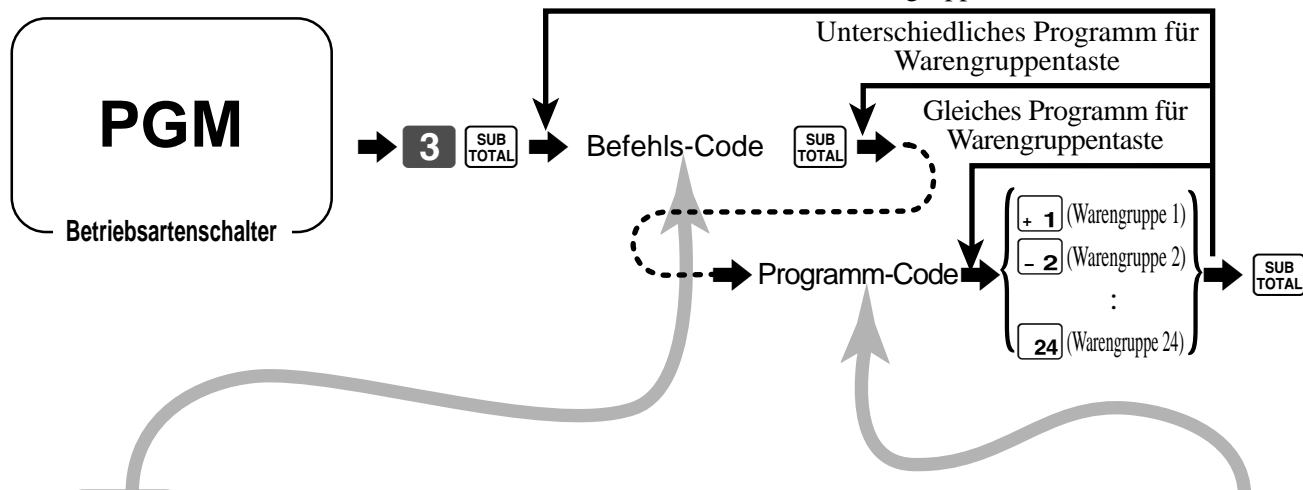 Unterschiedliches Programm für
Warengruppentaste
Gleiches Programm für
Warengruppentaste
PGM
Betriebsartenschalter
3 SUB TOTAL Befehls-Code SUB TOTAL
Programm-Code
+ 1 (Warengruppe 1)
- 2 (Warengruppe 2)
:
24 (Warengruppe 24)
SUB TOTAL